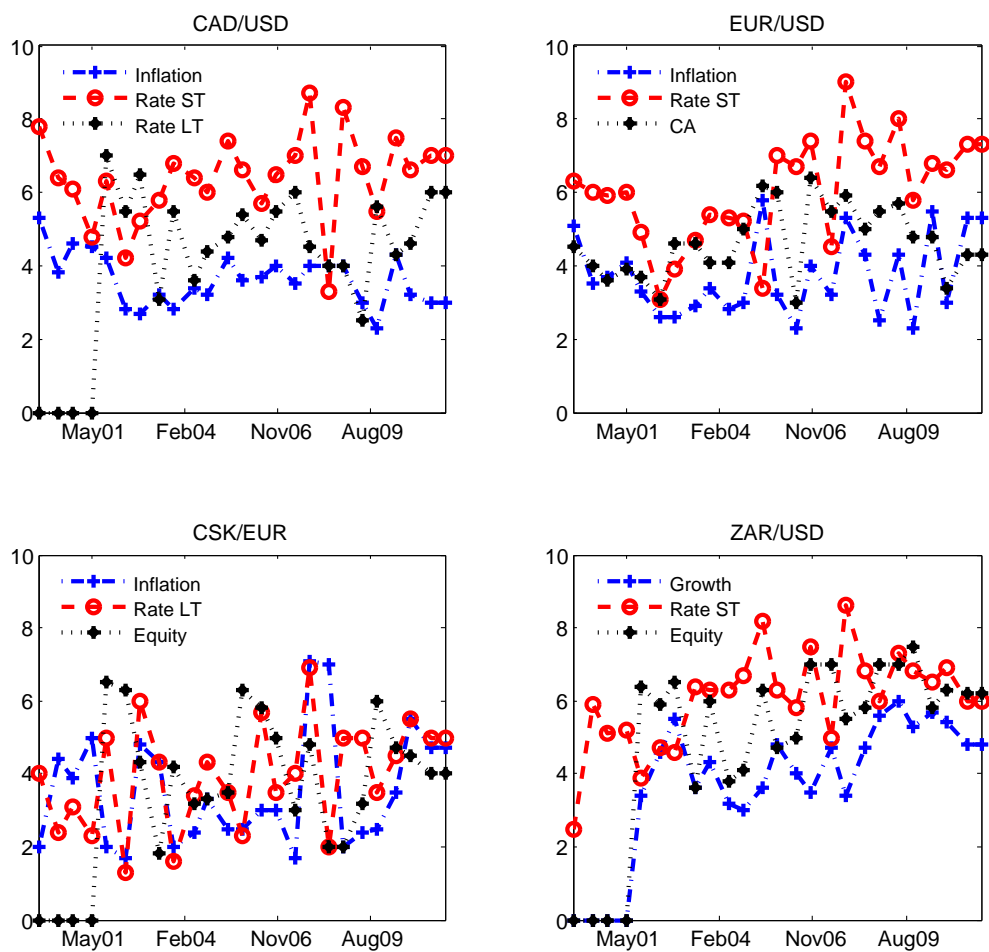 CAD/USD
10
8
6
4
2
0
Inflation
Rate ST
Rate LT
May01 Feb04 Nov06 Aug09
EUR/USD
10
8
6
4
2
0
Inflation
Rate ST
CA
May01 Feb04 Nov06 Aug09
CSK/EUR
10
8
6
4
2
0
Inflation
Rate LT
Equity
May01 Feb04 Nov06 Aug09
ZAR/USD
10
8
6
4
2
0
Growth
Rate ST
Equity
May01 Feb04 Nov06 Aug09